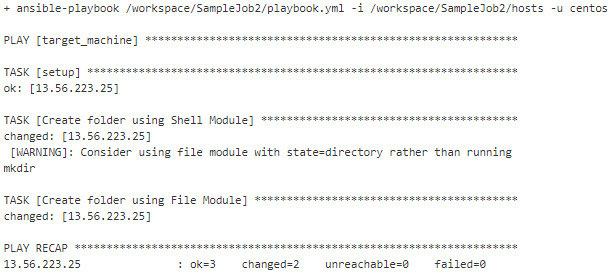 + ansible-playbook /workspace/SampleJob2/playbook.yml -i /workspace/SampleJob2/hosts -u centos
PLAY [target_machine] **********************************************************
TASK [setup] *******************************************************************
ok: [13.56.223.25]
TASK [Create folder using Shell Module] ****************************************
changed: [13.56.223.25]
 [WARNING]: Consider using file module with state=directory rather than running
mkdir
TASK [Create folder using File Module] *****************************************
changed: [13.56.223.25]
PLAY RECAP *********************************************************************
13.56.223.25               : ok=3    changed=2    unreachable=0    failed=0